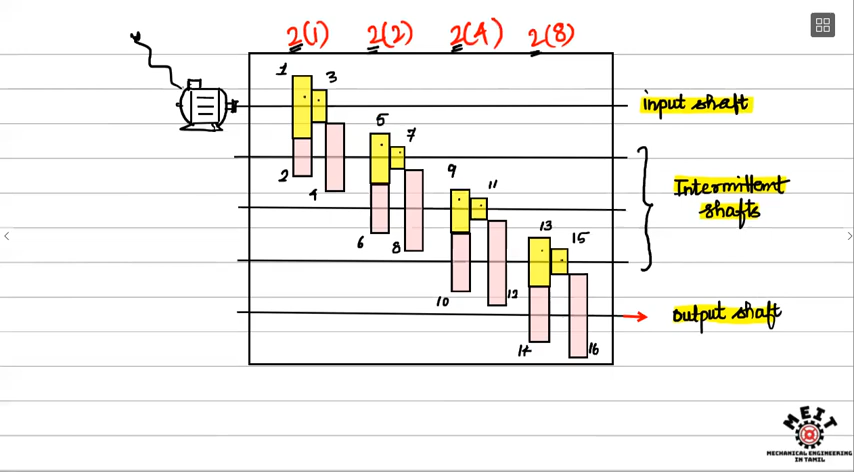 2(1) 2(2) 2(4) 2(8)
1 3
input shaft
5 7
2 4
9 11
Intermittent
shafts
6 8
13 15
10 12
output shaft
14 16
MEIT
MECHANICAL ENGINEERING
IN TAMIL